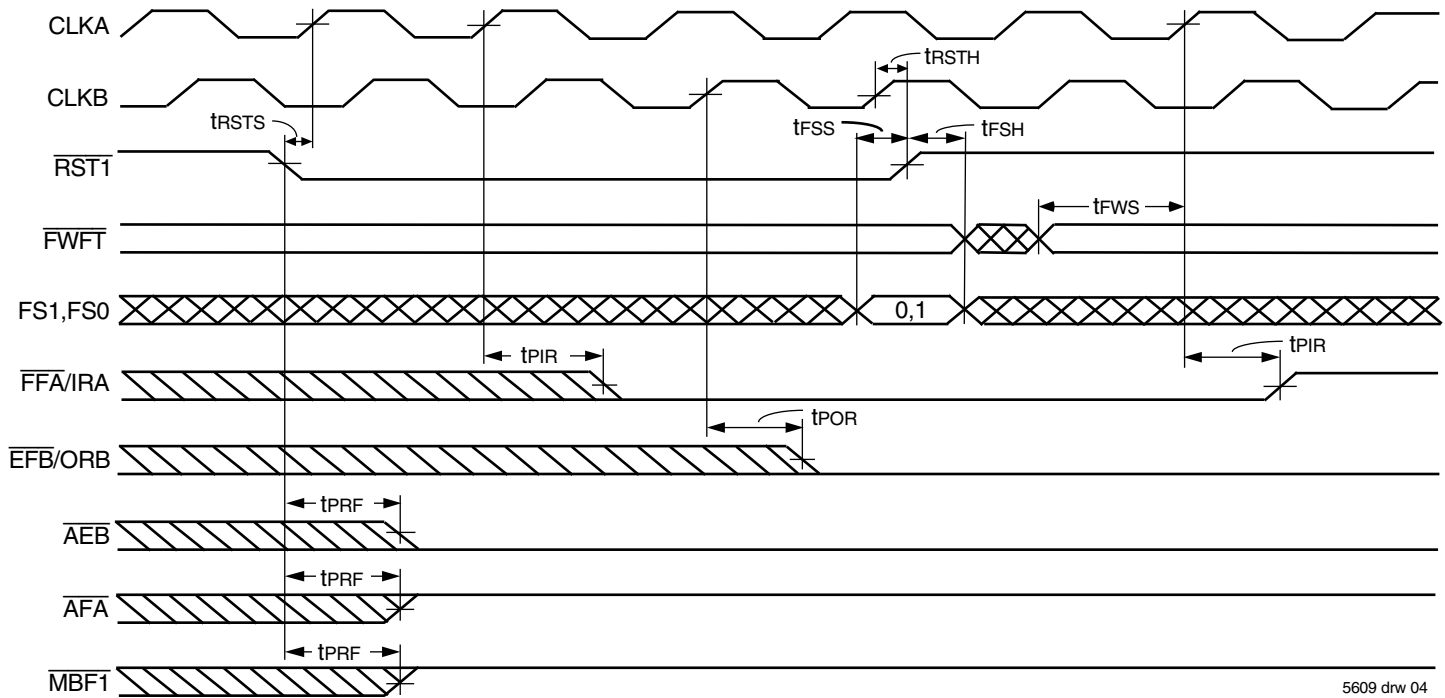 CLKA
tRSTH
CLKB
tRSTS
tFSS
tFSH
RST1
tFWS
FWFT
FS1,FS0
0,1
tPIR
tPIR
FFA/IRA
tPOR
EFB/ORB
tPRF
AEB
tPRF
AFA
tPRF
MBF1
5609 drw 04